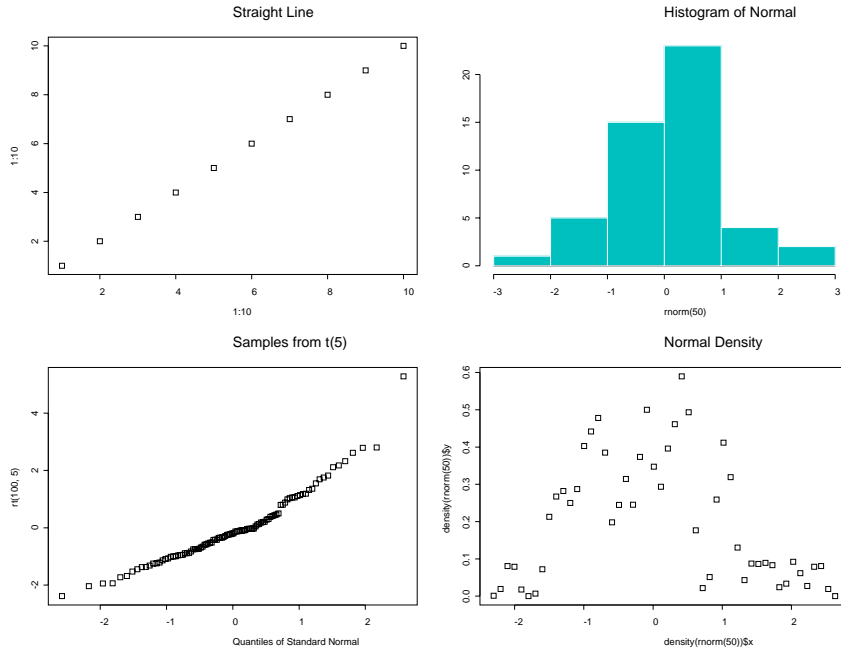 Straight Line
1:10
2 4 6 8 10
2 4 6 8 10
1:10
Histogram of Normal
0 5 10 15 20
-3 -2 -1 0 1 2 3
rnorm(50)
Samples from t(5)
rt(100, 5)
-2 0 2 4
-2 -1 0 1 2
Quantiles of Standard Normal
Normal Density
density(rnorm(50))$y
0.0 0.1 0.2 0.3 0.4 0.5 0.6
-2 -1 0 1 2
density(rnorm(50))$x